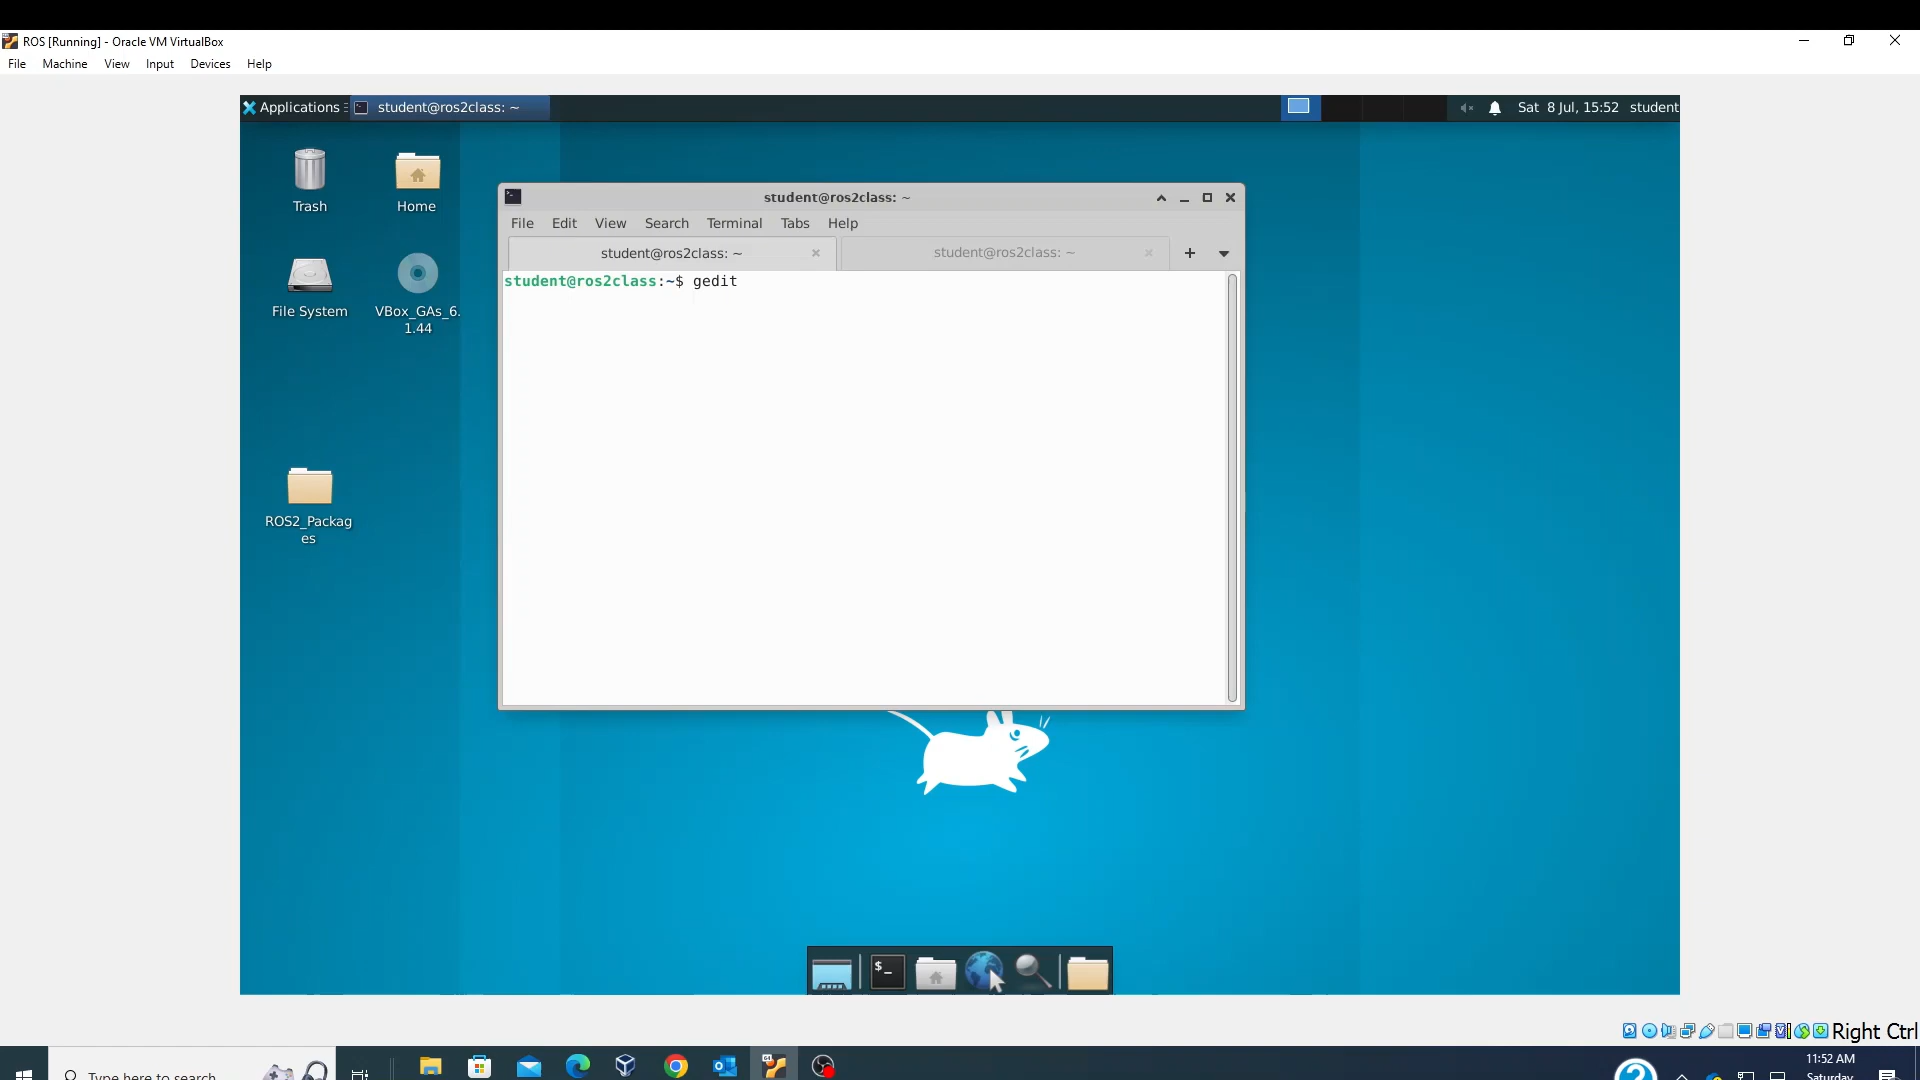 ROS [Running] - Oracle VM VirtualBox
File Machine View Input Devices Help
Applications student@ros2class: ~ Sat 8 Jul, 15:52 student
Trash
Home
File System
VBox_GAs_6.
1.44
ROS2_Packag
es
student@ros2class: ~
File Edit View Search Terminal Tabs Help
student@ros2class: ~ student@ros2class: ~
student@ros2class:~$ gedit
$_
Right Ctrl
Type here to search
11:52 AM
Saturday